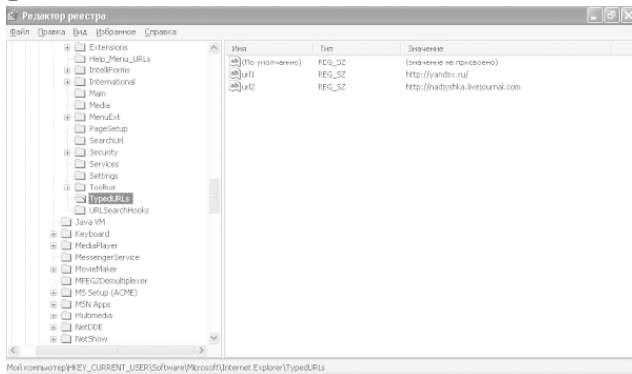 Редактор реестра
Файл Правка Вид Избранное Справка
Extensions
Help_Menu_URLs
IntelliForms
International
Main
Media
MenuExt
PageSetup
SearchUrl
Security
Services
Settings
Toolbar
TypedURLs
URLSearchHooks
Java VM
Keyboard
MediaPlayer
MessengerService
MovieMaker
MPEG2Demultiplexer
MS Setup (ACME)
MSN Apps
Multimedia
NetDDE
NetShow
Имя Тип Значение
(По умолчанию) REG_SZ (значение не присвоено)
url1 REG_SZ http://yandex.ru/
url2 REG_SZ http://nadyshka.livejournal.com
Мой компьютер\HKEY_CURRENT_USER\Software\Microsoft\Internet Explorer\TypedURLs